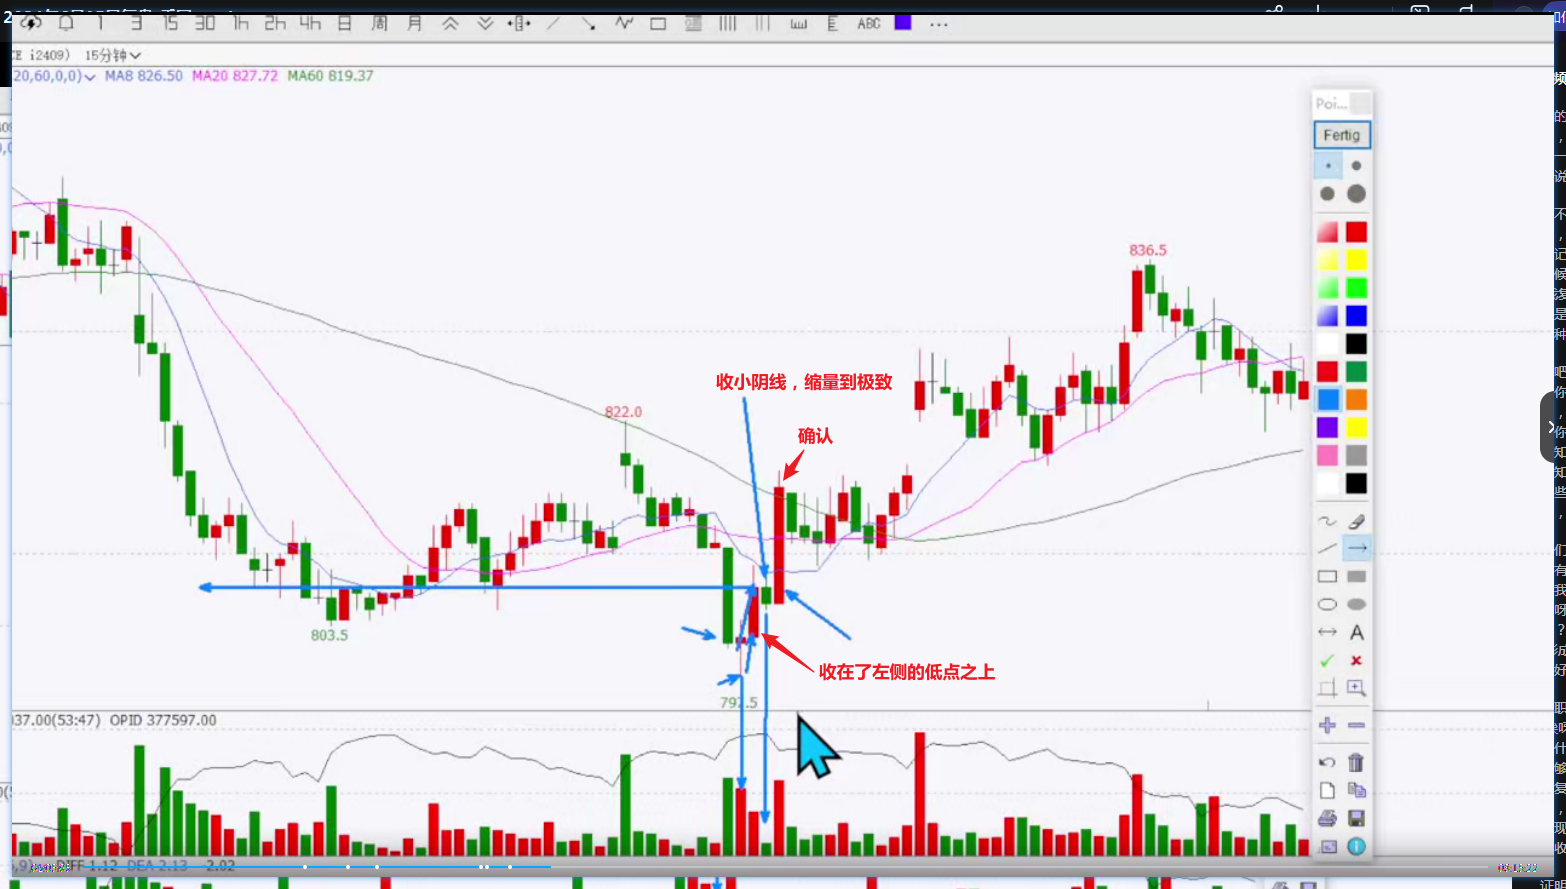 1 3 15 30 1h 2h 4h 日 周 月 ABC ...
CE i2409) 15分钟
20,60,0,0) MA8 826.50 MA20 827.72 MA60 819.37
Poi...
Fertig
836.5
收小阴线，缩量到极致
822.0
确认
803.5
收在了左侧的低点之上
A
37.00(53:47) OPID 377597.00
DIFF 1.12 DEA 2.13 -2.02